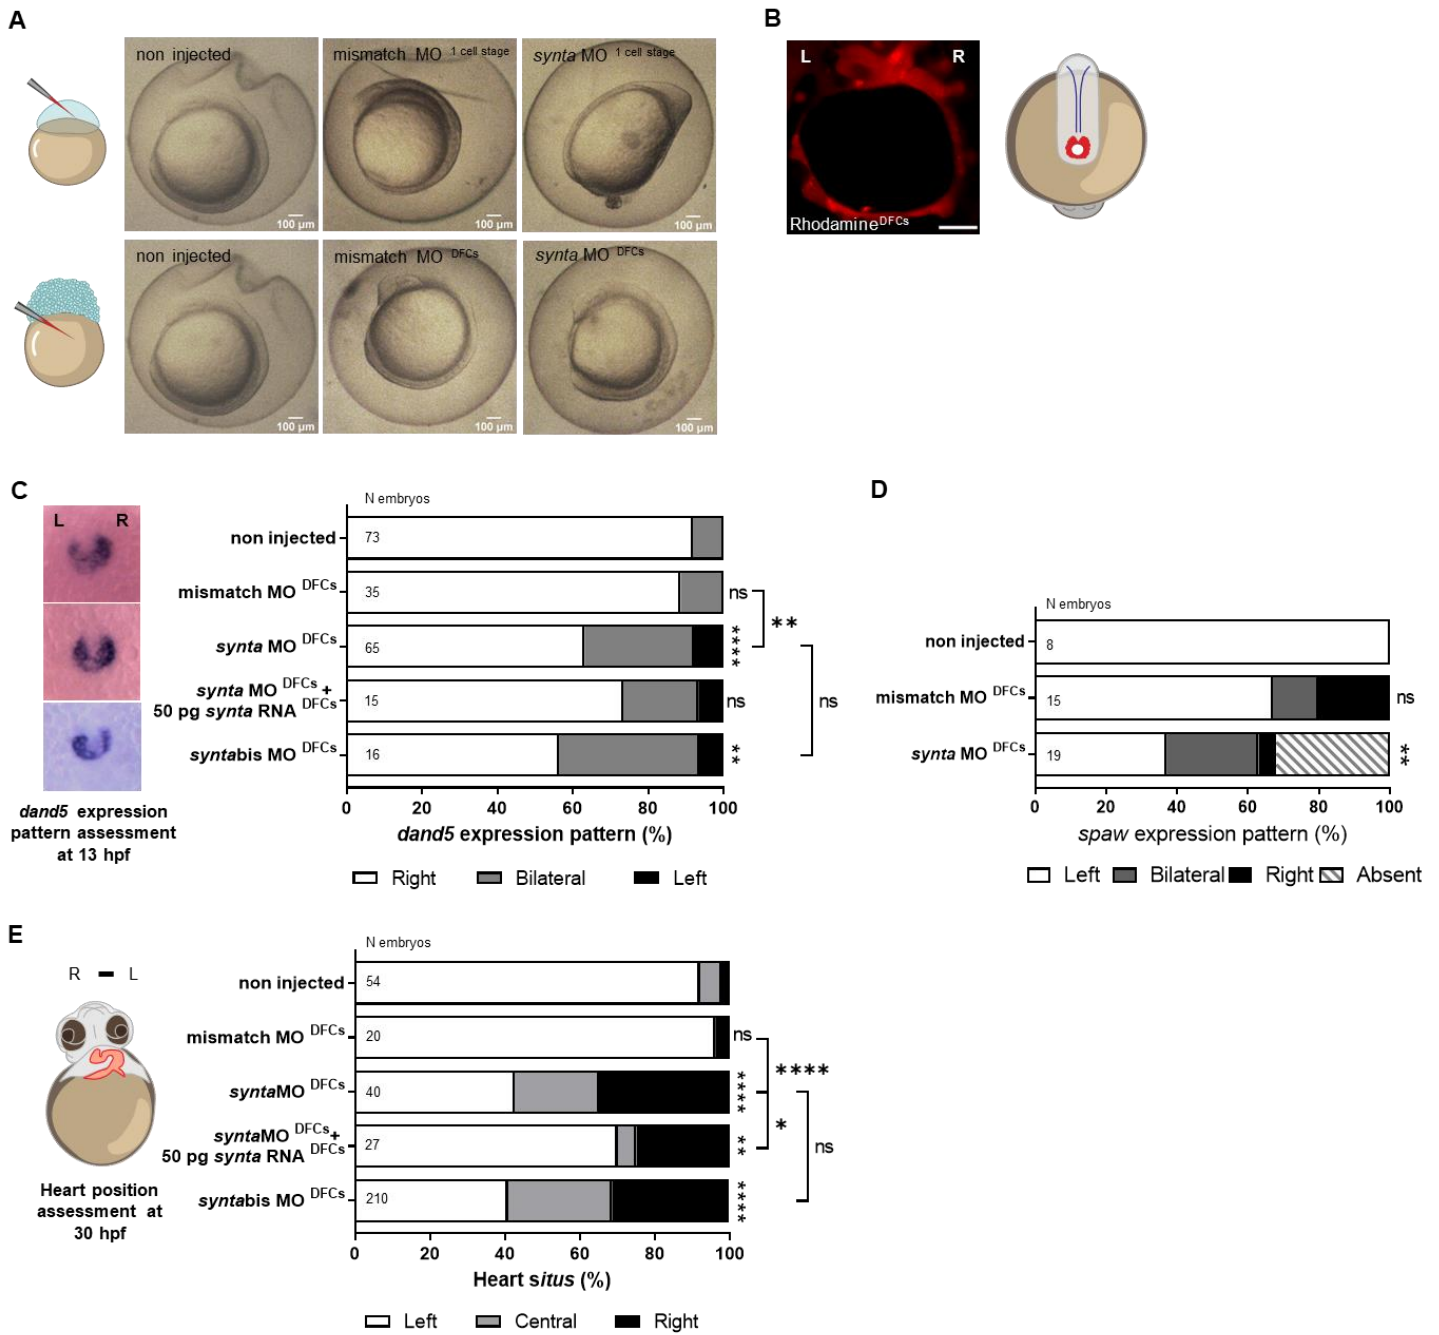 A
non injected
mismatch MO 1 cell stage
synta MO 1 cell stage
100 µm
100 µm
100 µm
non injected
mismatch MO DFCs
synta MO DFCs
100 µm
100 µm
100 µm
B
L
R
Rhodamine DFCs
C
L
R
dand5 expression
pattern assessment
at 13 hpf
N embryos
non injected
73
mismatch MO DFCs
35
ns
synta MO DFCs
65
****
**
synta MO DFCs +
50 pg synta RNA DFCs
15
ns
ns
syntabis MO DFCs
16
**
0 20 40 60 80 100
dand5 expression pattern (%)
Right Bilateral Left
D
N embryos
non injected
8
mismatch MO DFCs
15
ns
synta MO DFCs
19
**
0 20 40 60 80 100
spaw expression pattern (%)
Left Bilateral Right Absent
E
R L
Heart position
assessment at
30 hpf
N embryos
non injected
54
mismatch MO DFCs
20
ns
****
syntaMO DFCs
40
****
*
syntaMO DFCs+
50 pg synta RNA DFCs
27
**
ns
syntabis MO DFCs
210
****
0 20 40 60 80 100
Heart situs (%)
Left Central Right